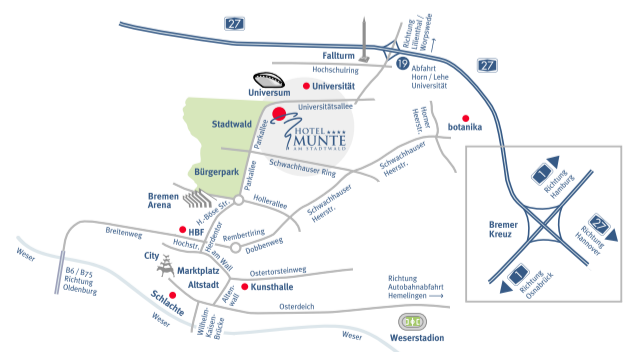 27
Richtung
Lilienthal /
Worpswede
Fallturm
19
Abfahrt
Horn / Lehe
Universität
27
Hochschulring
Universum
Universität
Universitätsallee
Stadtwald
Parkallee
HOTEL ★★★★
MUNTE
AM STADTWALD
Horner
Heerstr.
botanika
Schwachhauser
Heerstr.
Schwachhauser Ring
Bürgerpark
Parkallee
Schwachhauser
Heerstr.
Bremen
Arena
H.-Böse Str.
Hollerallee
HBF
Breitenweg
Hochstr.
Herdentor
Rembertiring
Dobbenweg
am Wall
City
Marktplatz
Altstadt
Ostertorsteinweg
Weser
B6 / B75
Richtung
Oldenburg
Schlachte
Weser
Wilhelm-
Kaisen-
Brücke
Alten-
wall
Kunsthalle
Osterdeich
Richtung
Autobahnabfahrt
Hemelingen
Weser
Weserstadion
Bremer
Kreuz
1
Richtung
Hamburg
27
Richtung
Hannover
1
Richtung
Osnabrück